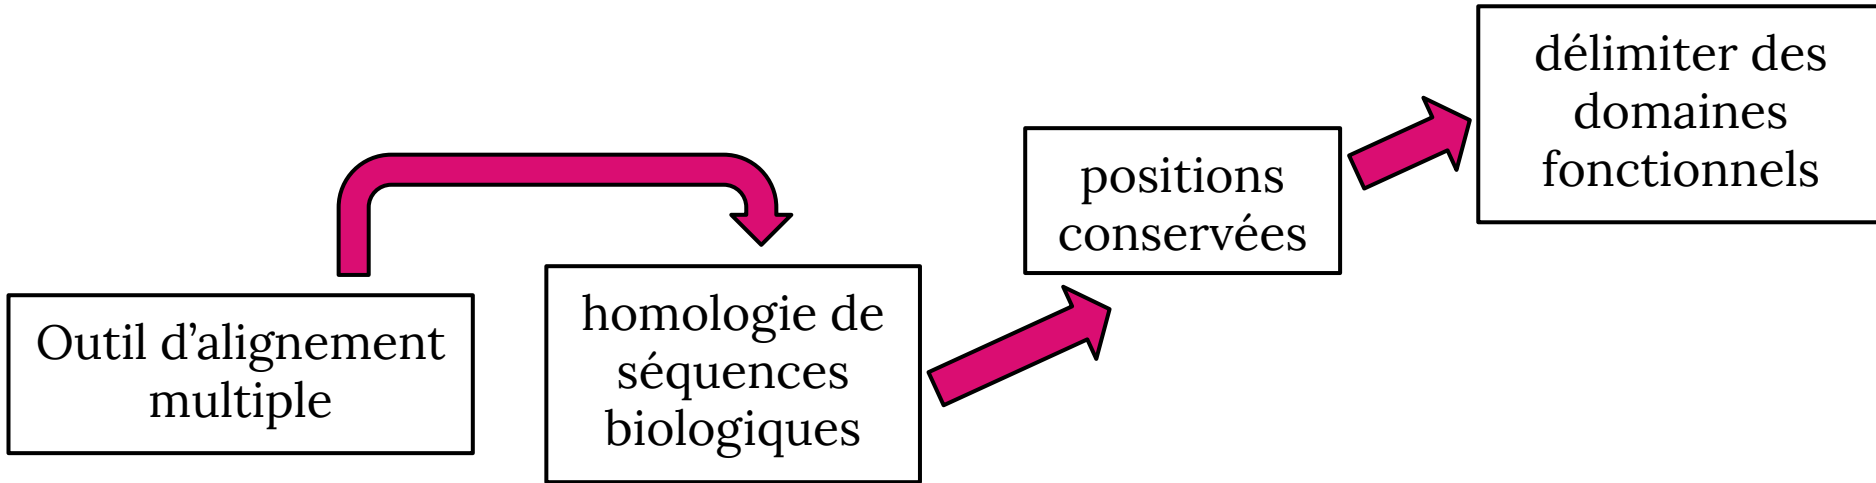 Outil d’alignement
multiple
homologie de
séquences
biologiques
positions
conservées
délimiter des
domaines
fonctionnels